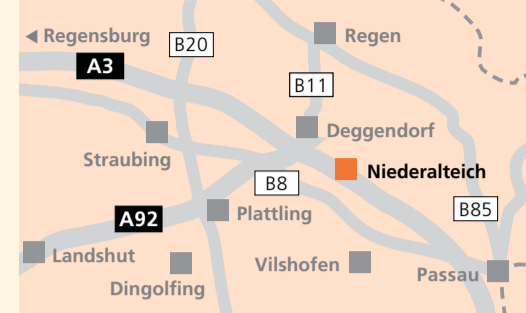 ◄ Regensburg
B20
Regen
A3
B11
Deggendorf
Straubing
Niederalteich
B8
B85
A92
Plattling
Landshut
Vilshofen
Passau
Dingolfing